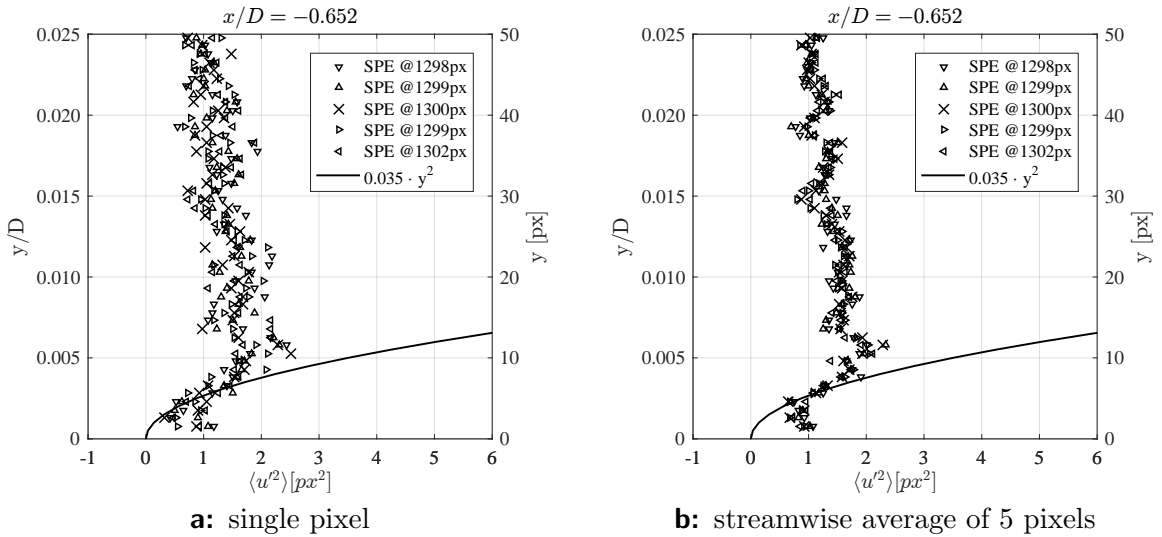 x/D = −0.652
0.025
0.020
0.015
0.010
0.005
0
y/D
50
40
30
20
10
0
y [px]
SPE @1298px
SPE @1299px
SPE @1300px
SPE @1299px
SPE @1302px
0.035 · y²
-1 0 1 2 3 4 5 6
⟨u′²⟩[px²]
a: single pixel
x/D = −0.652
0.025
0.020
0.015
0.010
0.005
0
y/D
50
40
30
20
10
0
y [px]
SPE @1298px
SPE @1299px
SPE @1300px
SPE @1299px
SPE @1302px
0.035 · y²
-1 0 1 2 3 4 5 6
⟨u′²⟩[px²]
b: streamwise average of 5 pixels